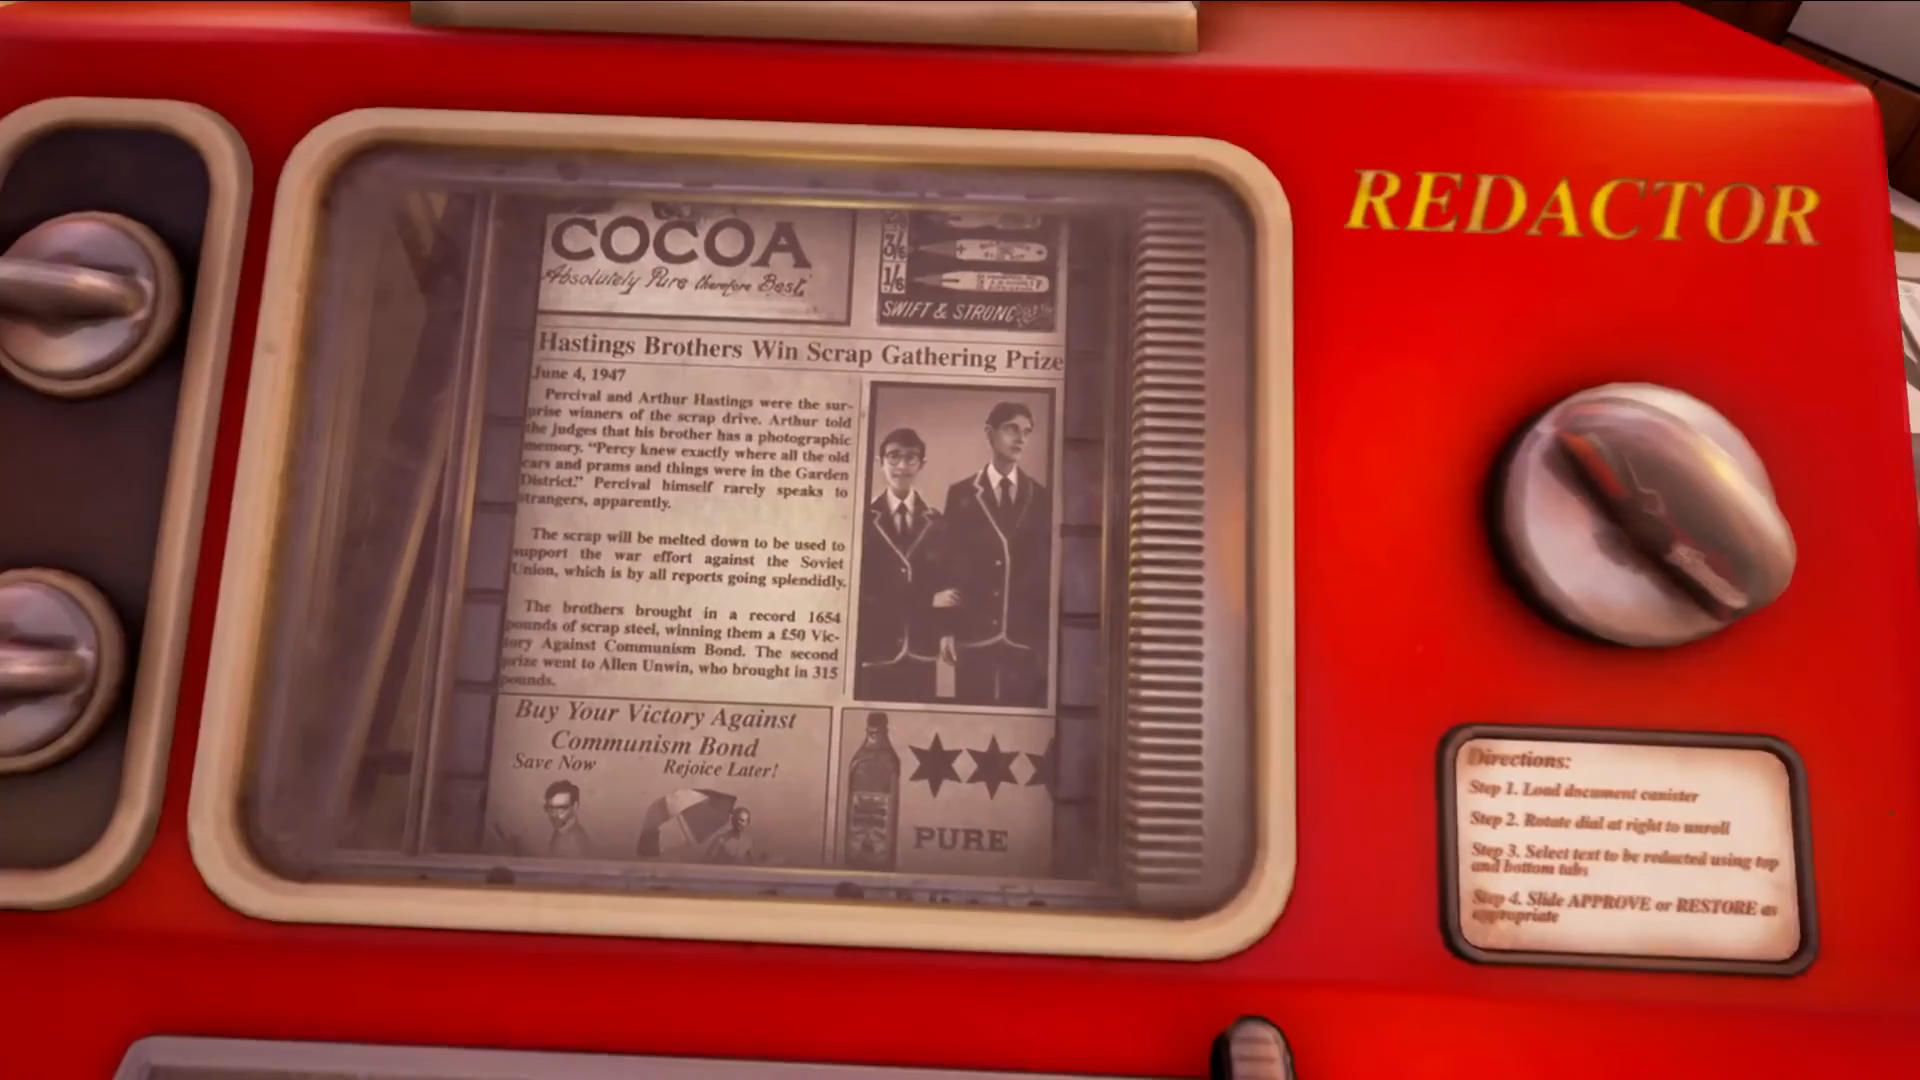 REDACTOR
COCOA
Absolutely Pure therefore Best
3/6
1/6
SWIFT & STRONG
Hastings Brothers Win Scrap Gathering Prize
June 4, 1947
Percival and Arthur Hastings were the sur-
prise winners of the scrap drive. Arthur told
the judges that his brother has a photographic
memory. “Percy knew exactly where all the old
cars and prams and things were in the Garden
District.” Percival himself rarely speaks to
strangers, apparently.
The scrap will be melted down to be used to
support the war effort against the Soviet
Union, which is by all reports going splendidly.
The brothers brought in a record 1654
pounds of scrap steel, winning them a £50 Vic-
tory Against Communism Bond. The second
prize went to Allen Unwin, who brought in 315
pounds.
Buy Your Victory Against
Communism Bond
Save Now Rejoice Later!
PURE
Directions:
Step 1. Load document canister
Step 2. Rotate dial at right to unroll
Step 3. Select text to be redacted using top
and bottom tabs
Step 4. Slide APPROVE or RESTORE as
appropriate